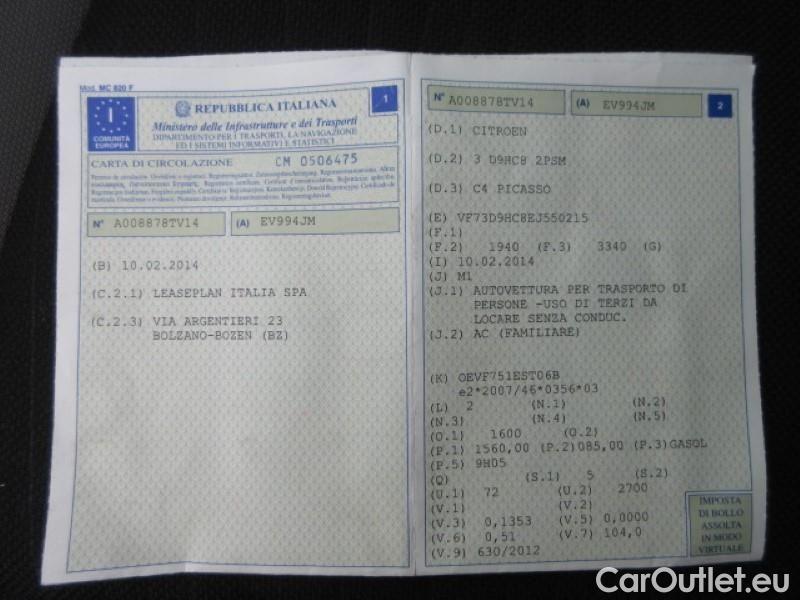 Mod. MC 820 F
I
COMUNITÀ
EUROPEA
REPUBBLICA ITALIANA
1
Ministero delle Infrastrutture e dei Trasporti
DIPARTIMENTO PER I TRASPORTI, LA NAVIGAZIONE
ED I SISTEMI INFORMATIVI E STATISTICI
CARTA DI CIRCOLAZIONE CM 0506475
N° A008878TV14 (A) EV994JM
(B) 10.02.2014
(C.2.1) LEASEPLAN ITALIA SPA
(C.2.3) VIA ARGENTIERI 23
BOLZANO-BOZEN (BZ)
N° A008878TV14 (A) EV994JM 2
(D.1) CITROEN
(D.2) 3 D9HC8 2PSM
(D.3) C4 PICASSO
(E) VF73D9HC8EJ550215
(F.1)
(F.2) 1940 (F.3) 3340 (G)
(I) 10.02.2014
(J) M1
(J.1) AUTOVETTURA PER TRASPORTO DI
PERSONE -USO DI TERZI DA
LOCARE SENZA CONDUC.
(J.2) AC (FAMILIARE)
(K) OEVF751EST06B
e2*2007/46*0356*03
(L) 2 (N.1) (N.2)
(N.3) (N.4) (N.5)
(O.1) 1600 (O.2)
(P.1) 1560,00 (P.2)085,00 (P.3)GASOL
(P.5) 9H05
(Q) (S.1) 5 (S.2)
(U.1) 72 (U.2) 2700
(V.1) (V.2)
(V.3) 0,1353 (V.5) 0,0000
(V.6) 0,51 (V.7) 104,0
(V.9) 630/2012
IMPOSTA
DI BOLLO
ASSOLTA
IN MODO
VIRTUALE
CarOutlet.eu